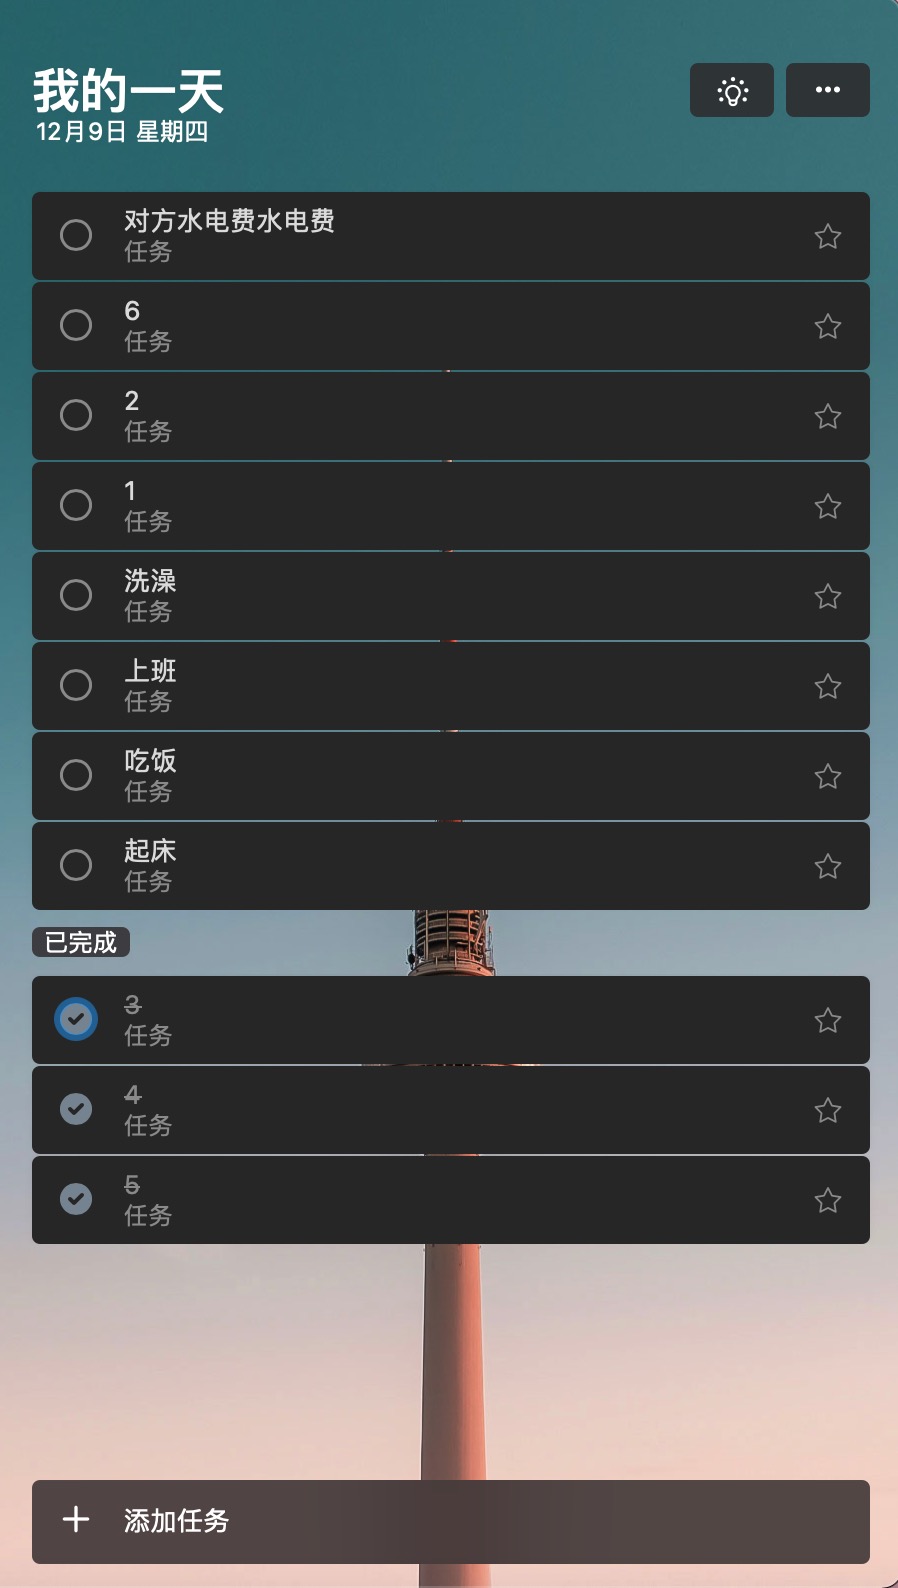 我的一天
12月9日 星期四
对方水电费水电费
任务
6
任务
2
任务
1
任务
洗澡
任务
上班
任务
吃饭
任务
起床
任务
已完成
3
任务
4
任务
5
任务
添加任务